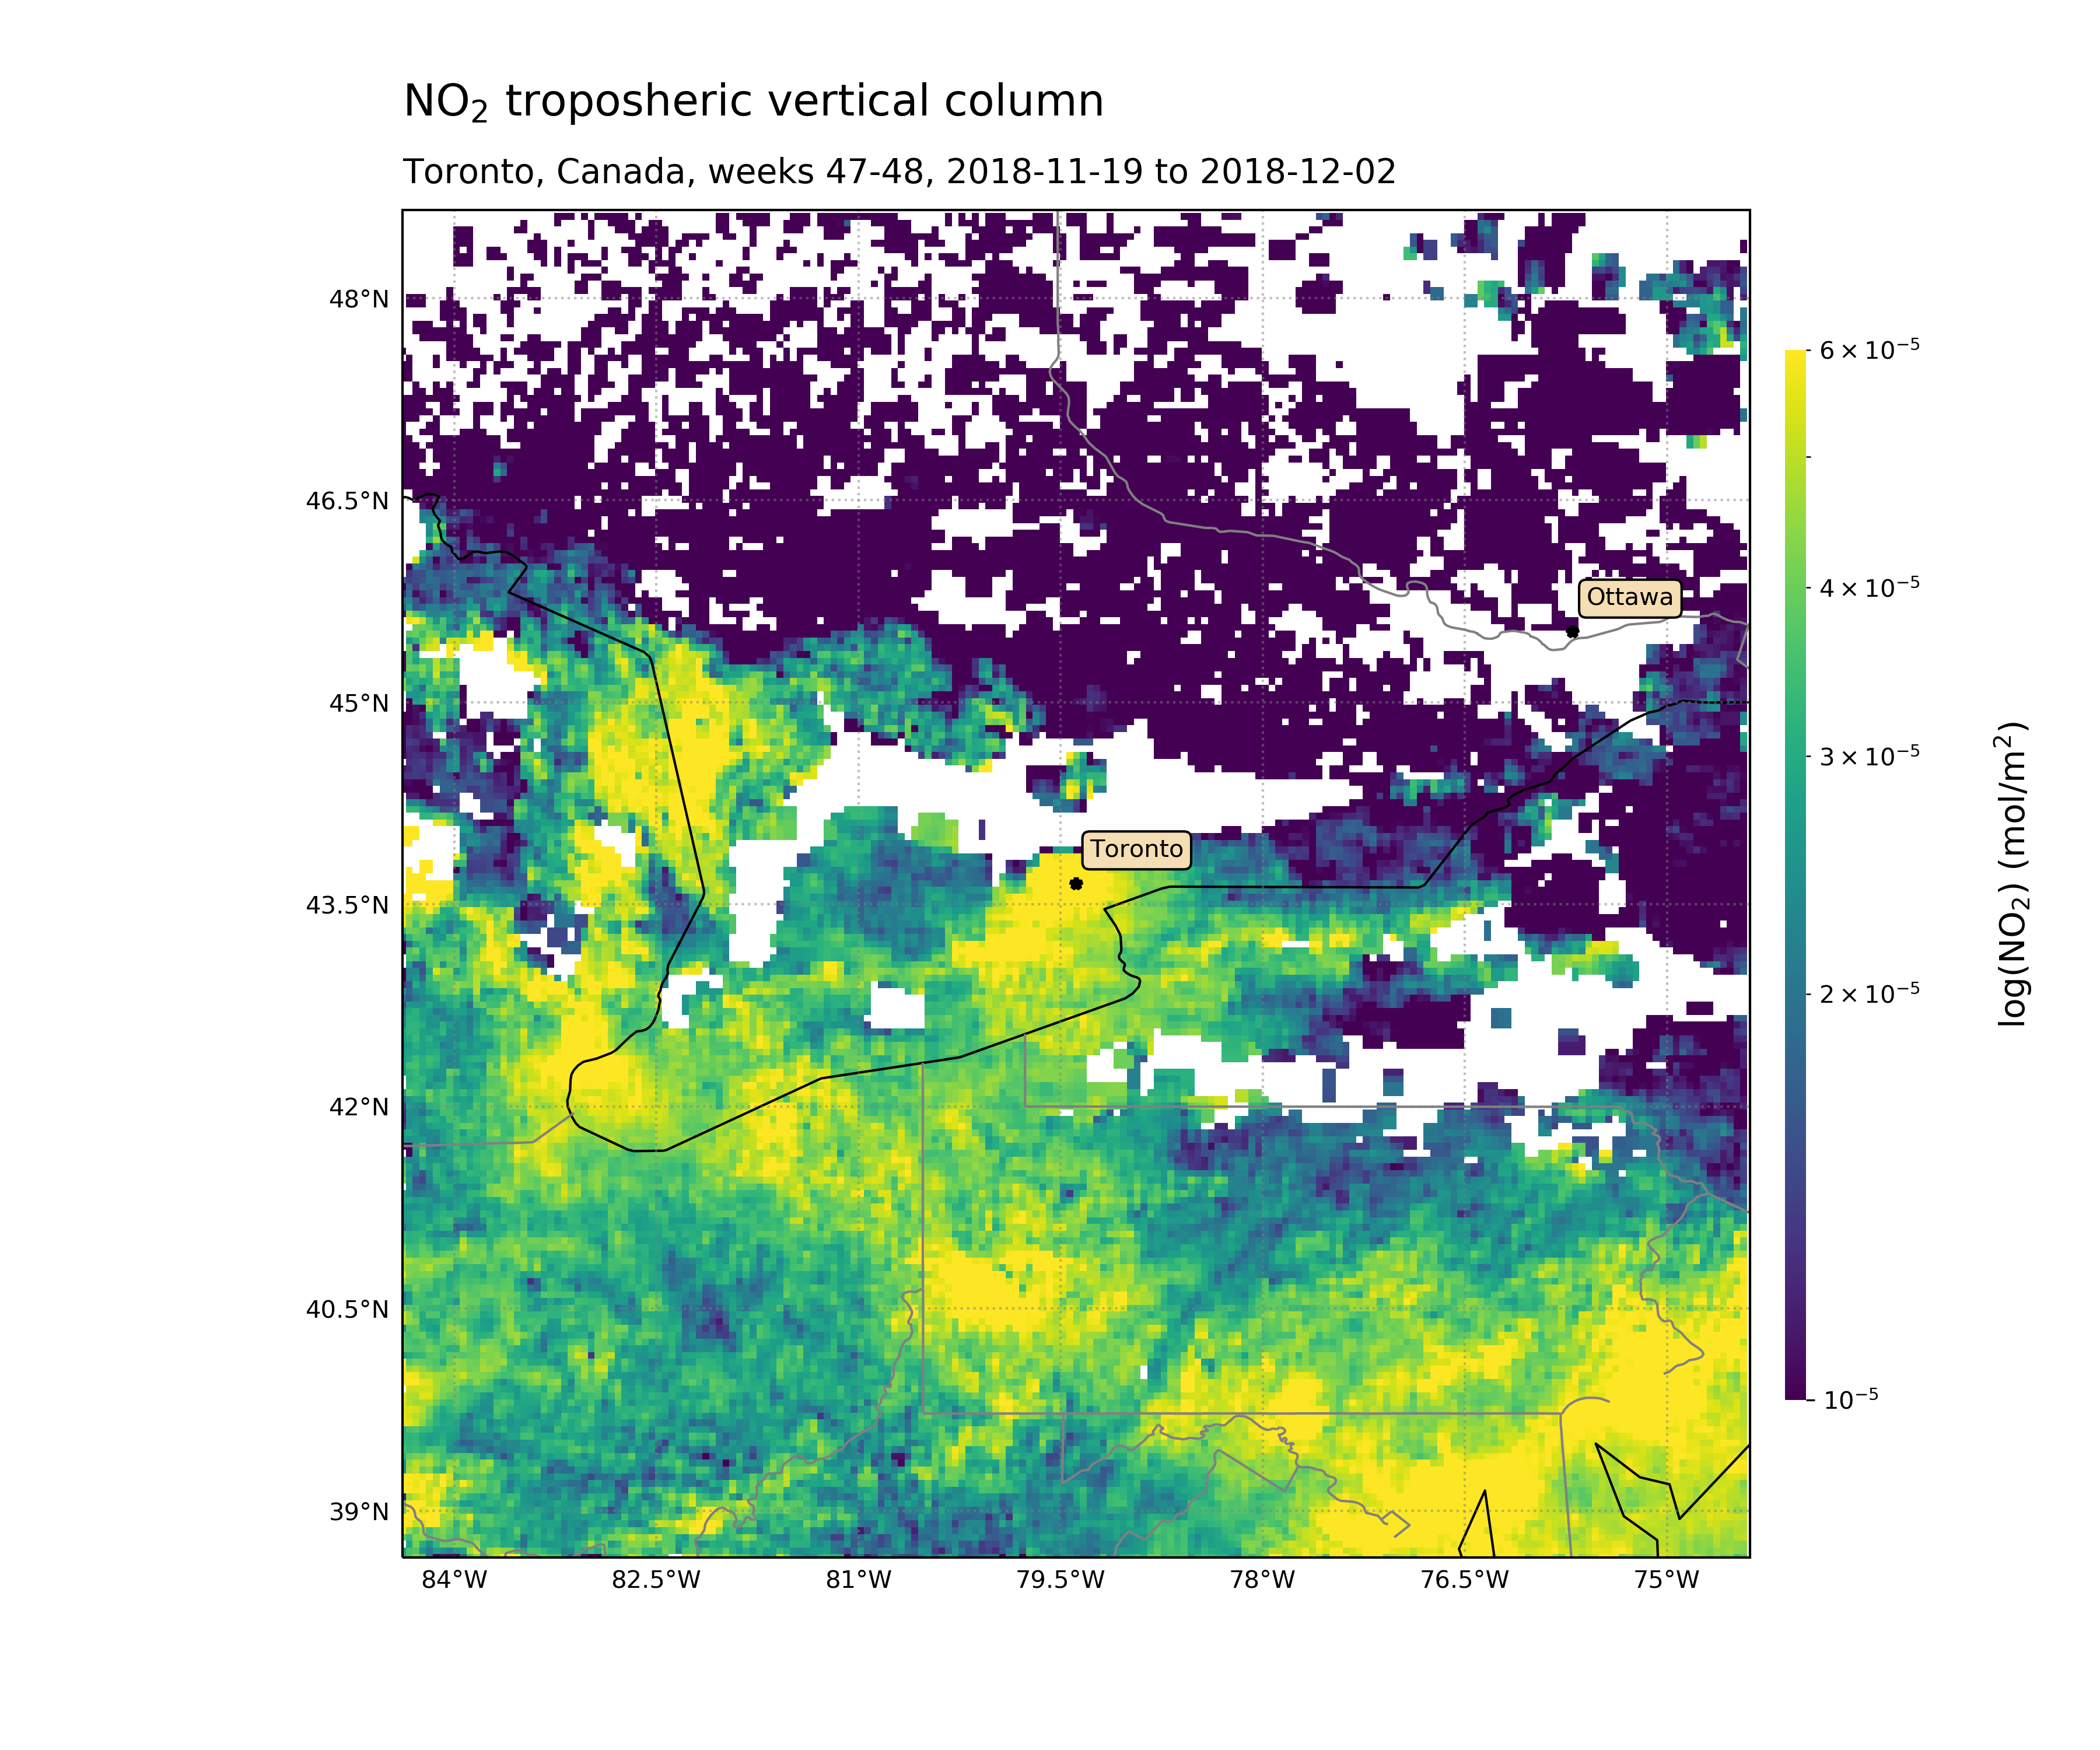 NO₂ troposheric vertical column
Toronto, Canada, weeks 47-48, 2018-11-19 to 2018-12-02
48°N
46.5°N
45°N
43.5°N
42°N
40.5°N
39°N
84°W 82.5°W 81°W 79.5°W 78°W 76.5°W 75°W
Ottawa
Toronto
6 × 10⁻⁵
4 × 10⁻⁵
3 × 10⁻⁵
2 × 10⁻⁵
10⁻⁵
log(NO₂) (mol/m²)